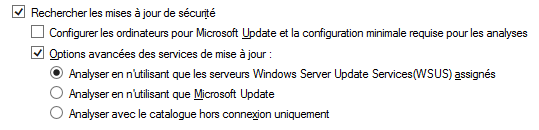 Rechercher les mises à jour de sécurité
Configurer les ordinateurs pour Microsoft Update et la configuration minimale requise pour les analyses
Options avancées des services de mise à jour :
Analyser en n'utilisant que les serveurs Windows Server Update Services(WSUS) assignés
Analyser en n'utilisant que Microsoft Update
Analyser avec le catalogue hors connexion uniquement